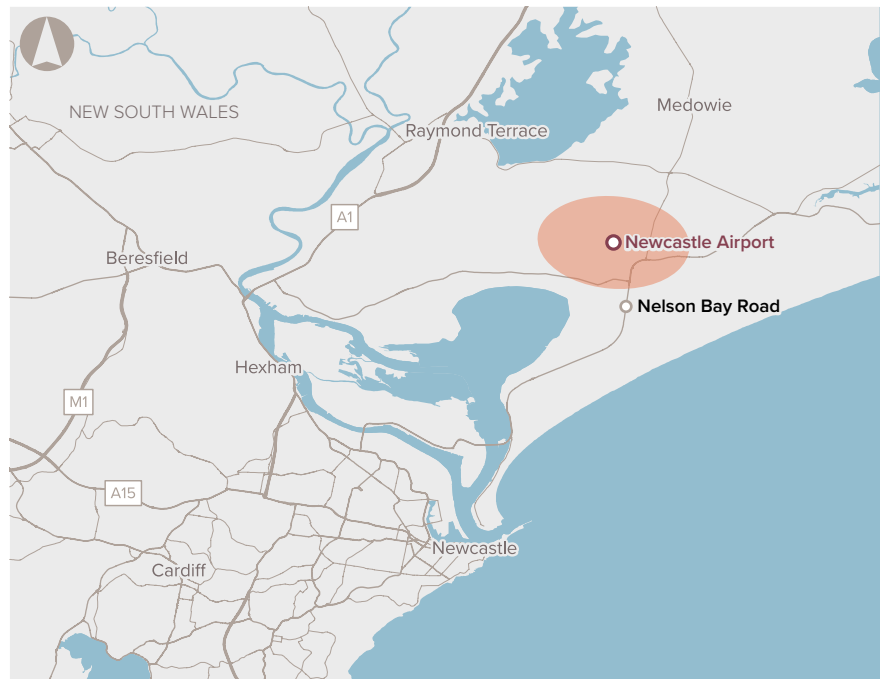 Medowie
NEW SOUTH WALES
Raymond Terrace
A1
Newcastle Airport
Beresfield
Nelson Bay Road
Hexham
M1
A15
Newcastle
Cardiff